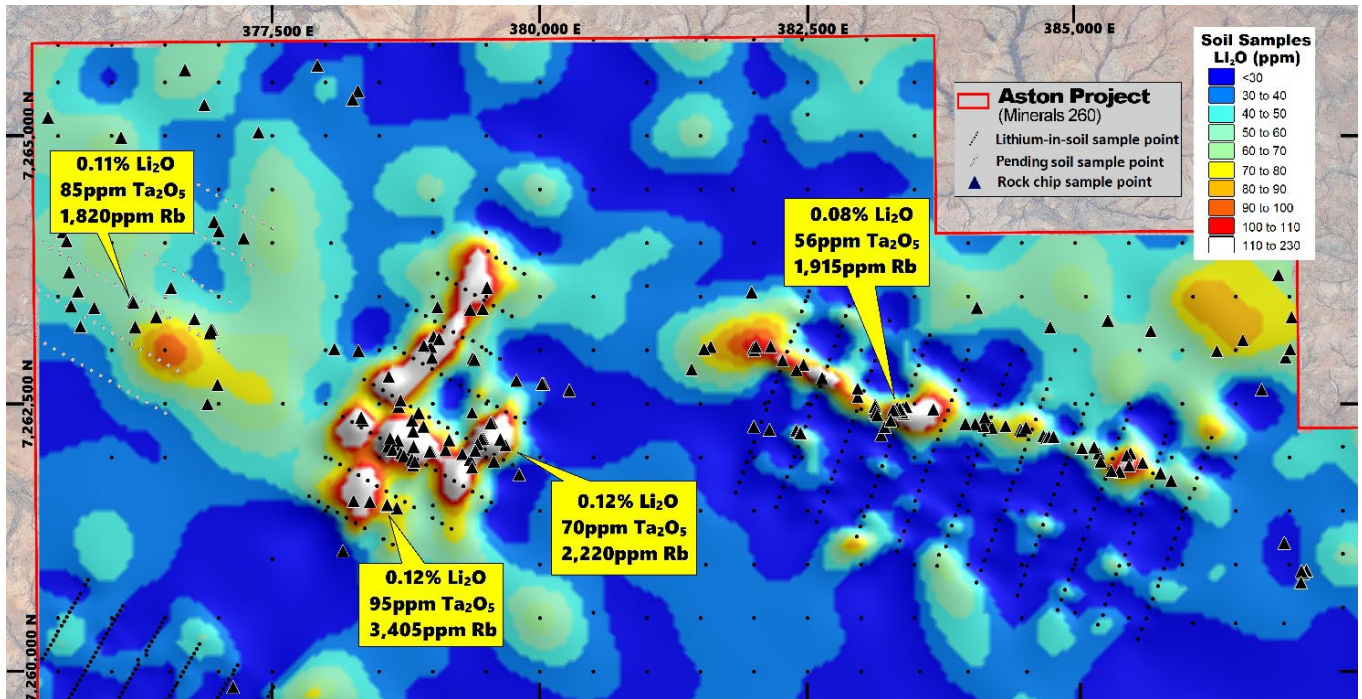 377,500 E
380,000 E
382,500 E
385,000 E
7,265,000 N
7,262,500 N
7,260,000 N
Soil Samples
LI₂O (ppm)
<30
30 to 40
40 to 50
50 to 60
60 to 70
70 to 80
80 to 90
90 to 100
100 to 110
110 to 230
Aston Project
(Minerals 260)
Lithium-in-soil sample point
Pending soil sample point
Rock chip sample point
0.11% Li₂O
85ppm Ta₂O₅
1,820ppm Rb
0.08% Li₂O
56ppm Ta₂O₅
1,915ppm Rb
0.12% Li₂O
70ppm Ta₂O₅
2,220ppm Rb
0.12% Li₂O
95ppm Ta₂O₅
3,405ppm Rb